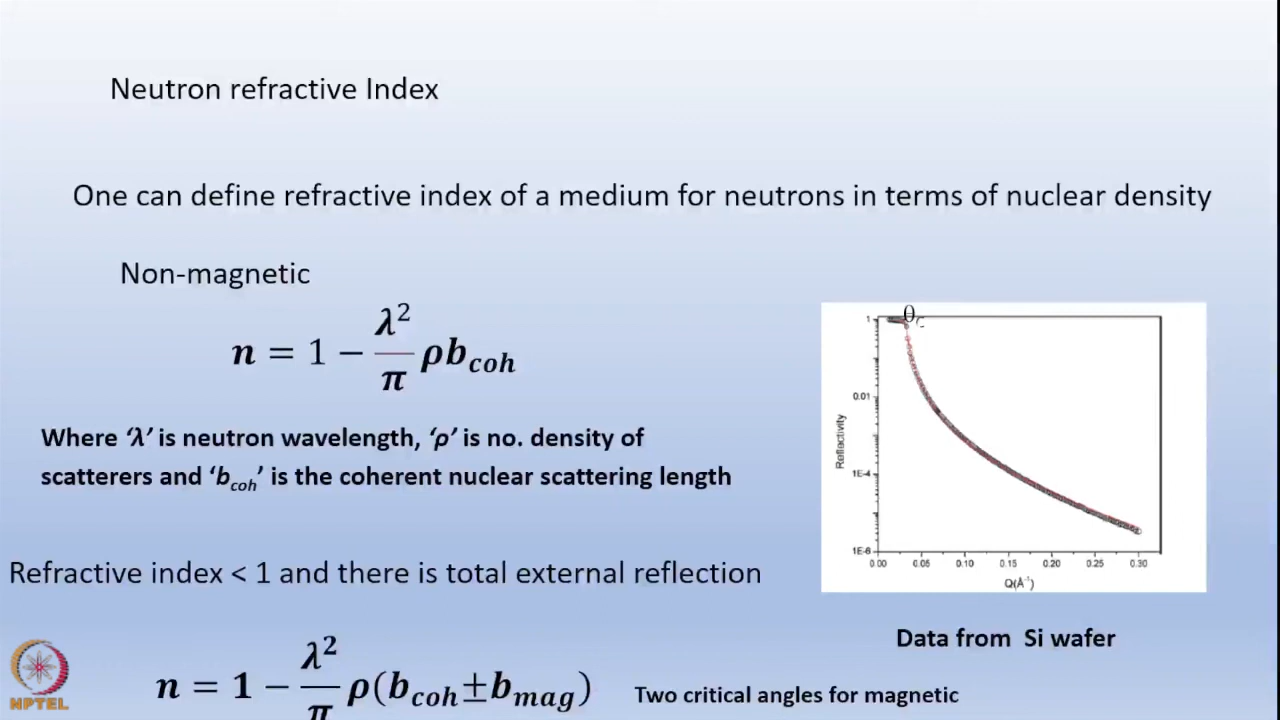 Neutron refractive Index
One can define refractive index of a medium for neutrons in terms of nuclear density
Non-magnetic
n = 1 − λ²/π ρb_coh
Where ‘λ’ is neutron wavelength, ‘ρ’ is no. density of
scatterers and ‘b_coh’ is the coherent nuclear scattering length
Refractive index < 1 and there is total external reflection
n = 1 − λ²/π ρ(b_coh±b_mag)
Two critical angles for magnetic
θ_c
1
0.01
1E-4
1E-6
Reflectivity
0.00 0.05 0.10 0.15 0.20 0.25 0.30
Q(Å⁻¹)
Data from Si wafer
NPTEL